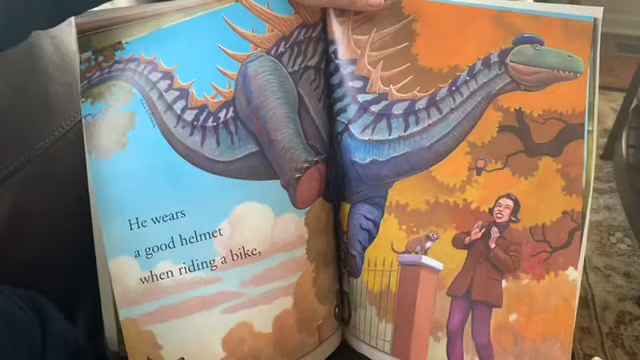 He wears
a good helmet
when riding a bike,